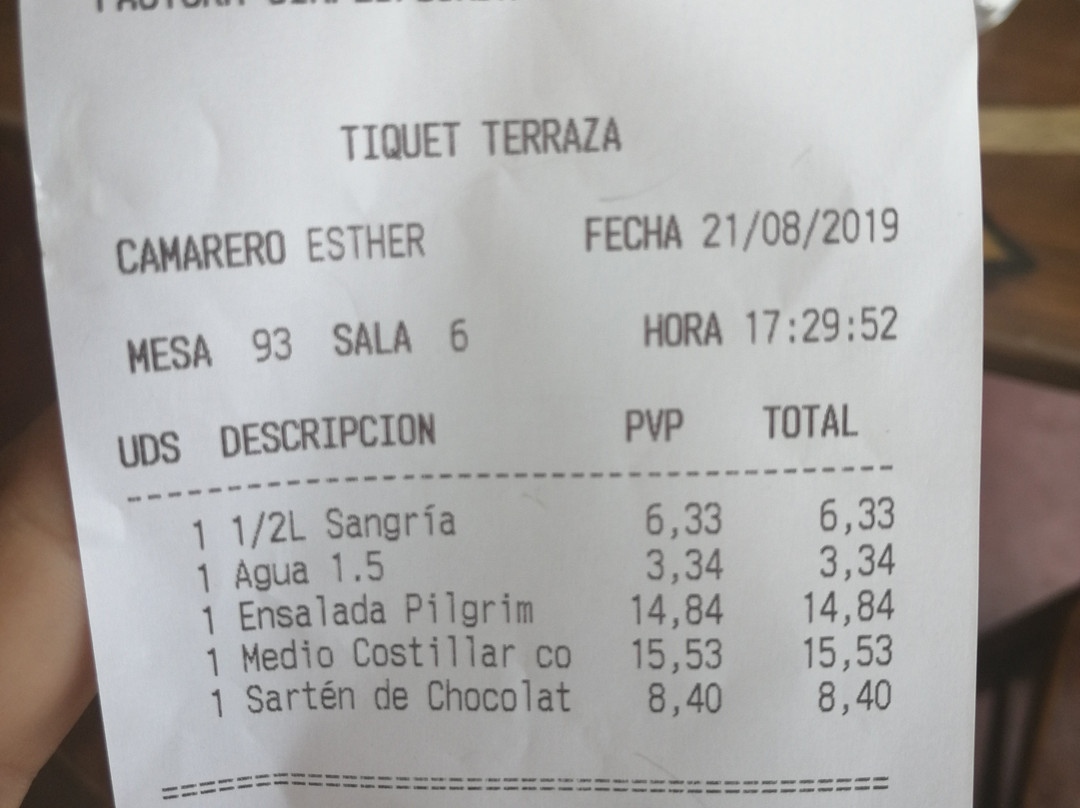 TIQUET TERRAZA
CAMARERO ESTHER FECHA 21/08/2019
MESA 93 SALA 6 HORA 17:29:52
UDS DESCRIPCION PVP TOTAL
1 1/2L Sangría 6,33 6,33
1 Agua 1.5 3,34 3,34
1 Ensalada Pilgrim 14,84 14,84
1 Medio Costillar co 15,53 15,53
1 Sartén de Chocolat 8,40 8,40